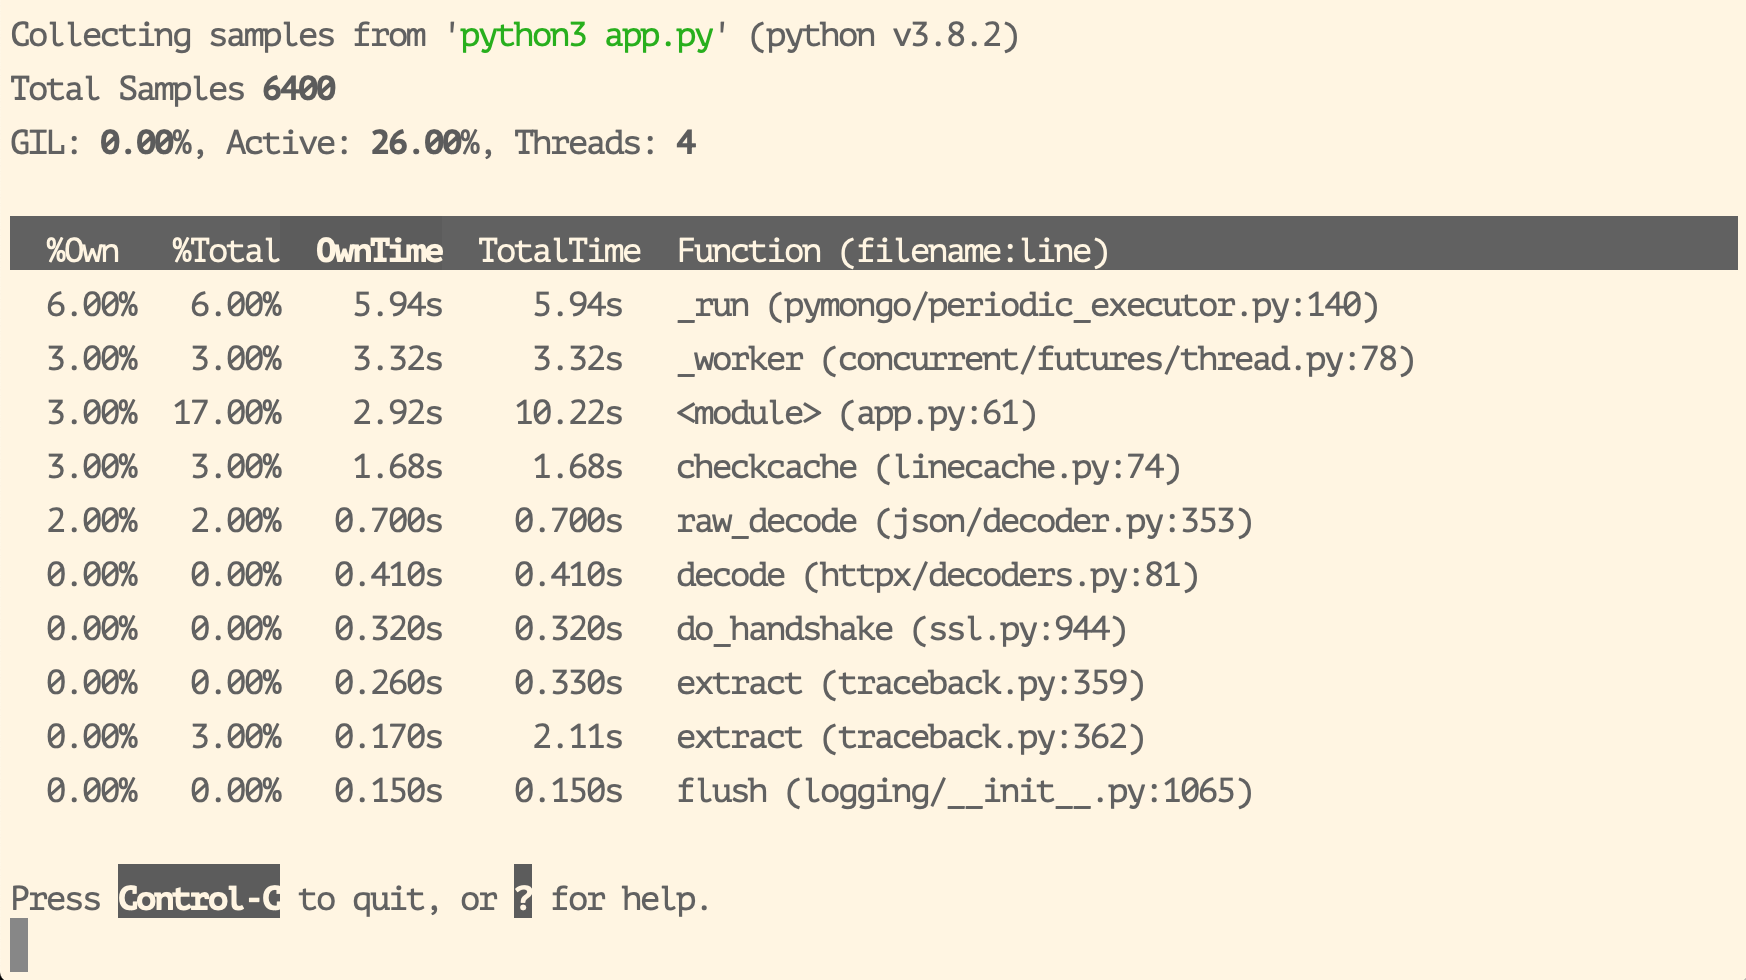 Collecting samples from 'python3 app.py' (python v3.8.2)
Total Samples 6400
GIL: 0.00%, Active: 26.00%, Threads: 4
%Own %Total OwnTime TotalTime Function (filename:line)
6.00% 6.00% 5.94s 5.94s _run (pymongo/periodic_executor.py:140)
3.00% 3.00% 3.32s 3.32s _worker (concurrent/futures/thread.py:78)
3.00% 17.00% 2.92s 10.22s <module> (app.py:61)
3.00% 3.00% 1.68s 1.68s checkcache (linecache.py:74)
2.00% 2.00% 0.700s 0.700s raw_decode (json/decoder.py:353)
0.00% 0.00% 0.410s 0.410s decode (httpx/decoders.py:81)
0.00% 0.00% 0.320s 0.320s do_handshake (ssl.py:944)
0.00% 0.00% 0.260s 0.330s extract (traceback.py:359)
0.00% 3.00% 0.170s 2.11s extract (traceback.py:362)
0.00% 0.00% 0.150s 0.150s flush (logging/__init__.py:1065)
Press Control-C to quit, or ? for help.